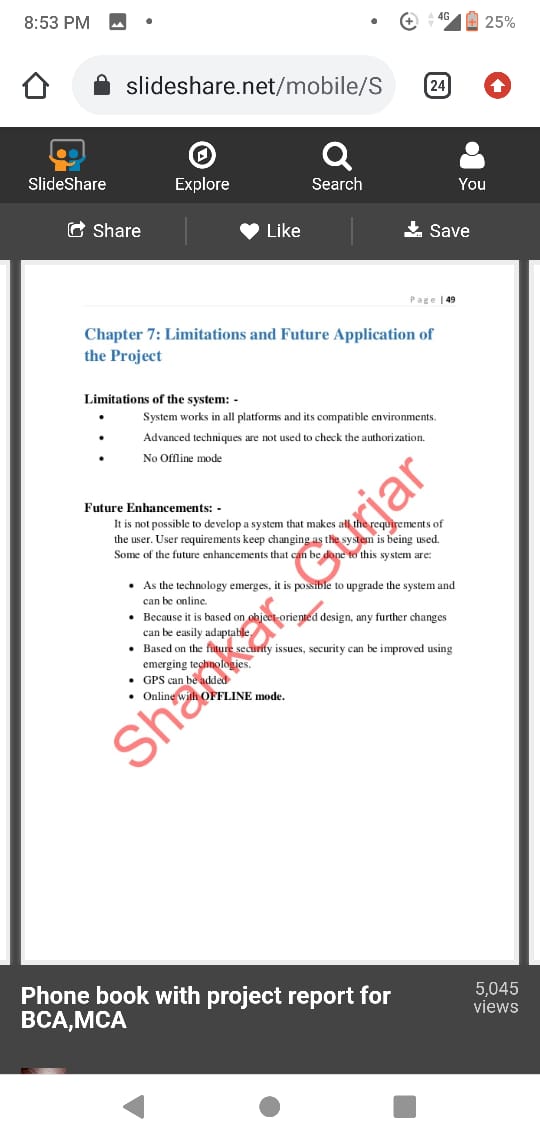 8:53 PM
4G
25%
slideshare.net/mobile/S
24
SlideShare
Explore
Search
You
Share
Like
Save
Page | 49
Chapter 7: Limitations and Future Application of
the Project
Limitations of the system: -
• System works in all platforms and its compatible environments.
• Advanced techniques are not used to check the authorization.
• No Offline mode
Future Enhancements: -
It is not possible to develop a system that makes all the requirements of
the user. User requirements keep changing as the system is being used.
Some of the future enhancements that can be done to this system are:
• As the technology emerges, it is possible to upgrade the system and
can be online.
• Because it is based on object-oriented design, any further changes
can be easily adaptable.
• Based on the future security issues, security can be improved using
emerging technologies.
• GPS can be added
• Online with OFFLINE mode.
Shankar_Gurjar
Phone book with project report for
BCA,MCA
5,045
views